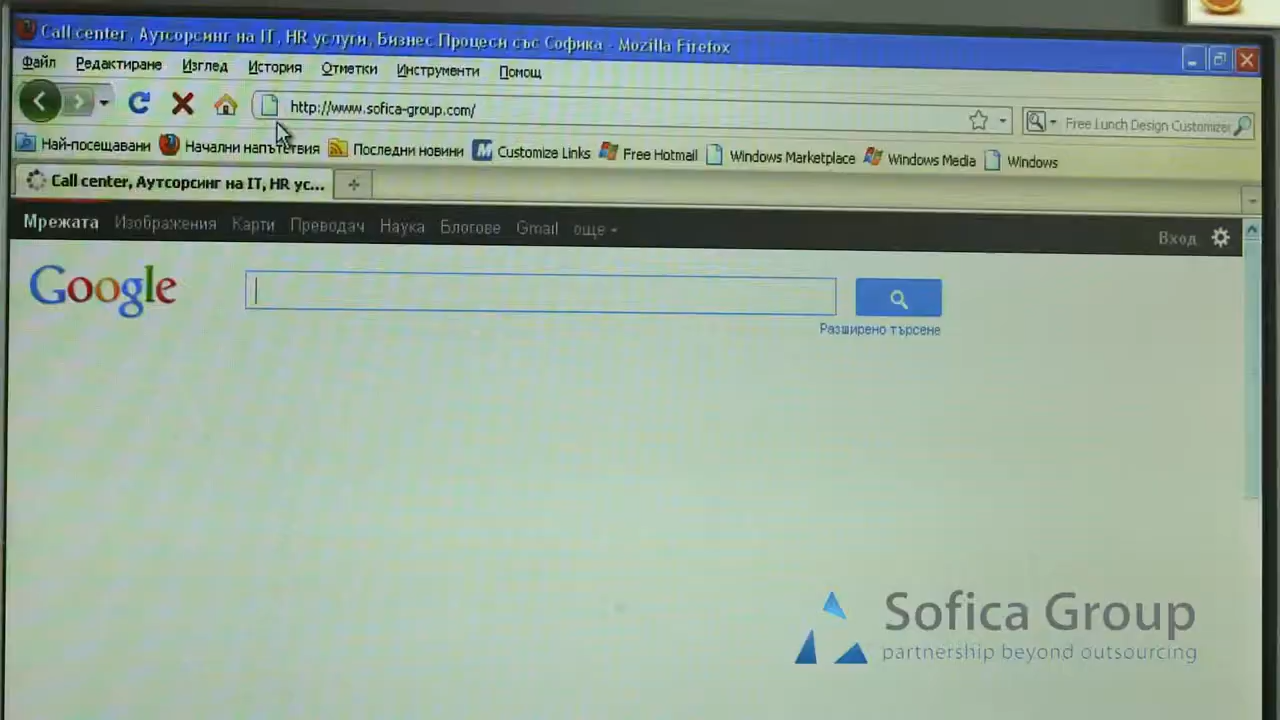 Call center, Аутсорсинг на IT, HR услуги, Бизнес Процеси със Софика - Mozilla Firefox
Файл Редактиране Изглед История Отметки Инструменти Помощ
http://www.sofica-group.com/
Free Lunch Design Customizer
Най-посещавани Начални напътствия Последни новини Customize Links Free Hotmail Windows Marketplace Windows Media Windows
Call center, Аутсорсинг на IT, HR ус...
Мрежата Изображения Карти Преводач Наука Блогове Gmail още
Вход
Google
Разширено търсене
Sofica Group
partnership beyond outsourcing